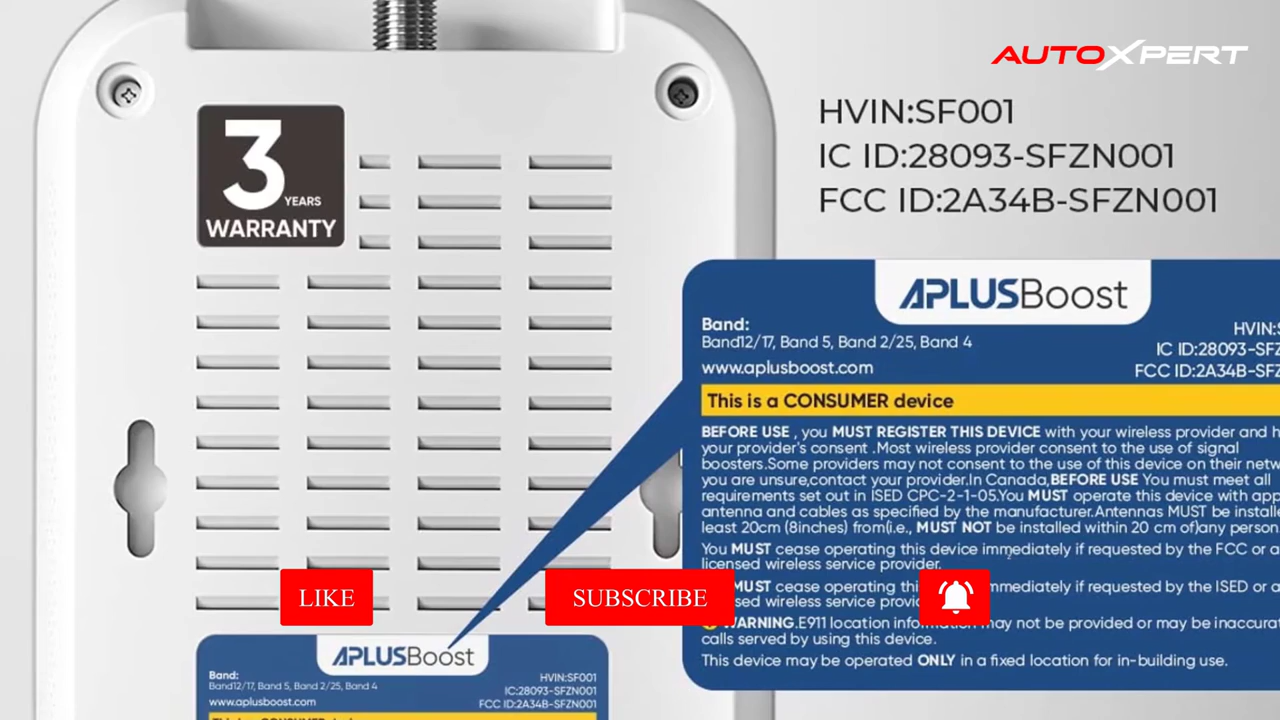 AUTOXPERT
HVIN:SF001
IC ID:28093-SFZN001
FCC ID:2A34B-SFZN001
3
YEARS
WARRANTY
APLUSBoost
Band:
Band12/17, Band 5, Band 2/25, Band 4
www.aplusboost.com
HVIN:
IC ID:28093-SFZ
FCC ID:2A34B-SFZ
This is a CONSUMER device
BEFORE USE , you MUST REGISTER THIS DEVICE with your wireless provider and
your provider's consent .Most wireless provider consent to the use of signal
boosters.Some providers may not consent to the use of this device on their
you are unsure,contact your provider.In Canada,BEFORE USE You must meet all
requirements set out in ISED CPC-2-1-05.You MUST operate this device with
antenna and cables as specified by the manufacturer.Antennas MUST be
least 20cm (8inches) from(i.e., MUST NOT be installed within 20 cm of)any person
You MUST cease operating this device immediately if requested by the FCC or a
licensed wireless service provider.
MUST cease operating immediately if requested by the ISED or a
wireless service
WARNING.E911 location may not be provided or may be
calls served by using this device.
This device may be operated ONLY in a fixed location for in-building use.
LIKE
SUBSCRIBE
APLUSBoost
Band:
Band12/17, Band 5, Band 2/25, Band 4
www.aplusboost.com
HVIN:SF001
IC:28093-SFZN001
FCC ID:2A34B-SFZN001